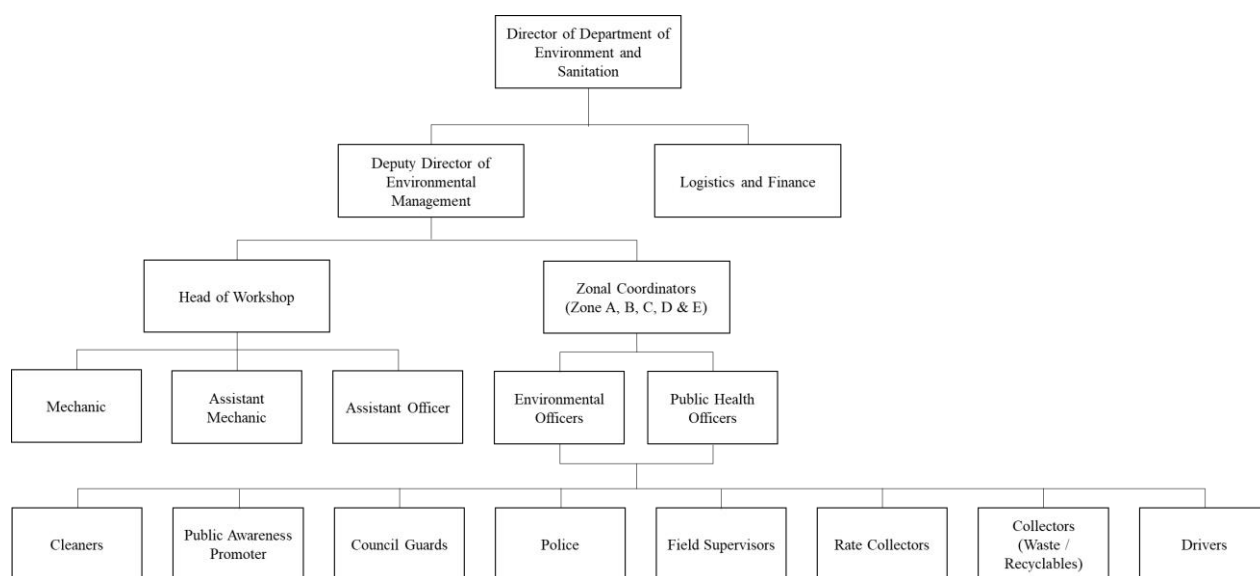 Director of Department of
Environment and
Sanitation
Deputy Director of
Environmental
Management
Logistics and Finance
Head of Workshop
Zonal Coordinators
(Zone A, B, C, D & E)
Mechanic
Assistant
Mechanic
Assistant Officer
Environmental
Officers
Public Health
Officers
Cleaners
Public Awareness
Promoter
Council Guards
Police
Field Supervisors
Rate Collectors
Collectors
(Waste /
Recyclables)
Drivers